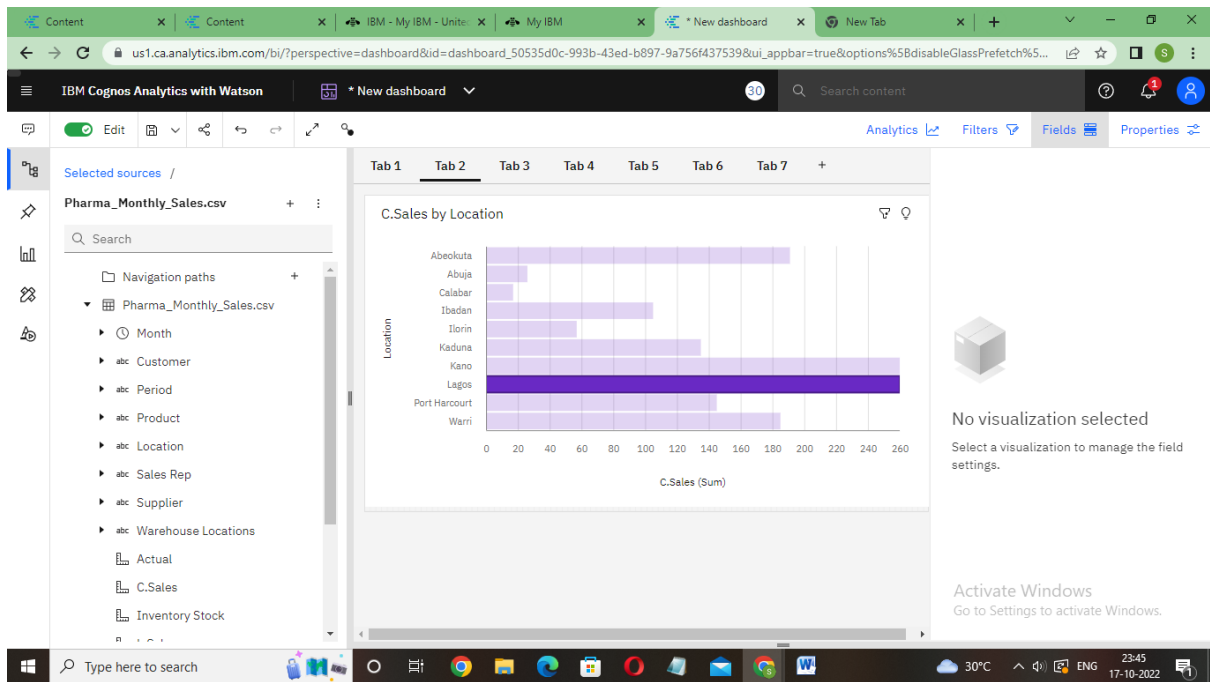 Content
Content
IBM - My IBM - Unite
My IBM
* New dashboard
New Tab
us1.ca.analytics.ibm.com/bi/?perspective=dashboard&id=dashboard_50535d0c-993b-43ed-b897-9a756f437539&ui_appbar=true&options%5BdisableGlassPrefetch%5...
S
IBM Cognos Analytics with Watson
* New dashboard
30
Search content
1
Edit
Analytics
Filters
Fields
Properties
Selected sources /
Tab 1
Tab 2
Tab 3
Tab 4
Tab 5
Tab 6
Tab 7
+
Pharma_Monthly_Sales.csv
Search
Navigation paths
Pharma_Monthly_Sales.csv
Month
abc Customer
abc Period
abc Product
abc Location
abc Sales Rep
abc Supplier
abc Warehouse Locations
Actual
C.Sales
Inventory Stock
C.Sales by Location
Location
Abeokuta
Abuja
Calabar
Ibadan
Ilorin
Kaduna
Kano
Lagos
Port Harcourt
Warri
0 20 40 60 80 100 120 140 160 180 200 220 240 260
C.Sales (Sum)
No visualization selected
Select a visualization to manage the field
settings.
Activate Windows
Go to Settings to activate Windows.
Type here to search
30°C
ENG
23:45
17-10-2022
1